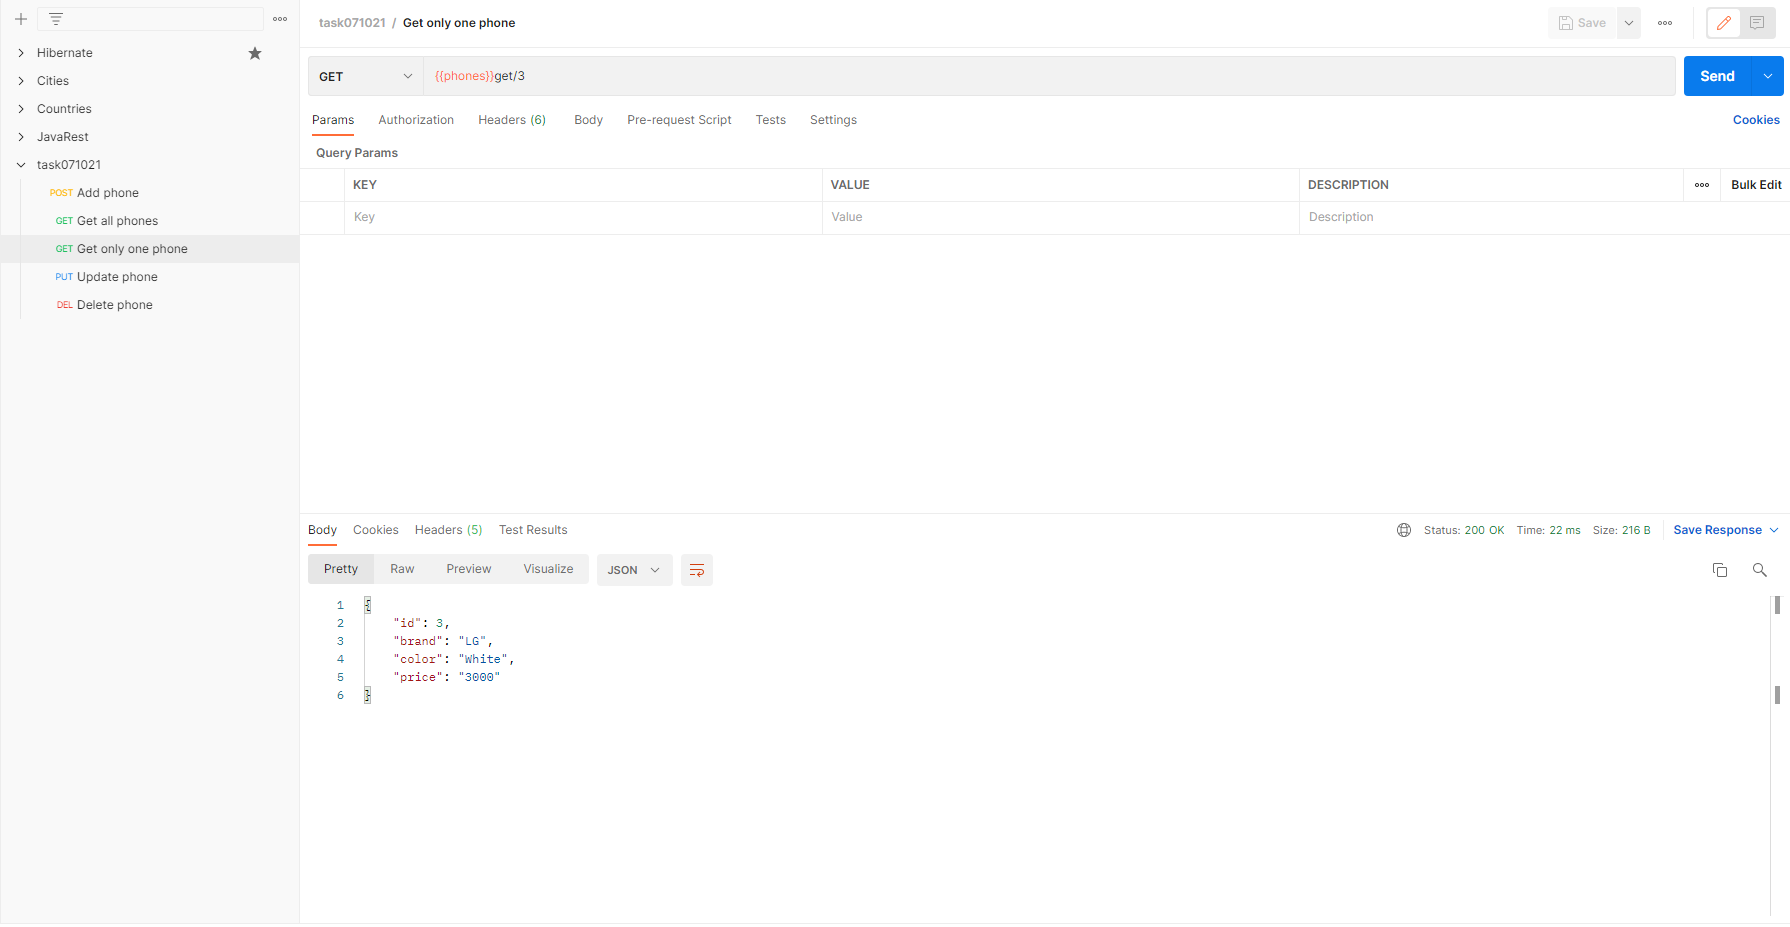 task071021 / Get only one phone
Save
Hibernate
Cities
Countries
JavaRest
task071021
POST Add phone
GET Get all phones
GET Get only one phone
PUT Update phone
DEL Delete phone
GET {{phones}}get/3 Send
Params Authorization Headers (6) Body Pre-request Script Tests Settings Cookies
Query Params
KEY VALUE DESCRIPTION Bulk Edit
Key Value Description
Body Cookies Headers (5) Test Results Status: 200 OK Time: 22 ms Size: 216 B Save Response
Pretty Raw Preview Visualize JSON
1 {
2 "id": 3,
3 "brand": "LG",
4 "color": "White",
5 "price": "3000"
6 }